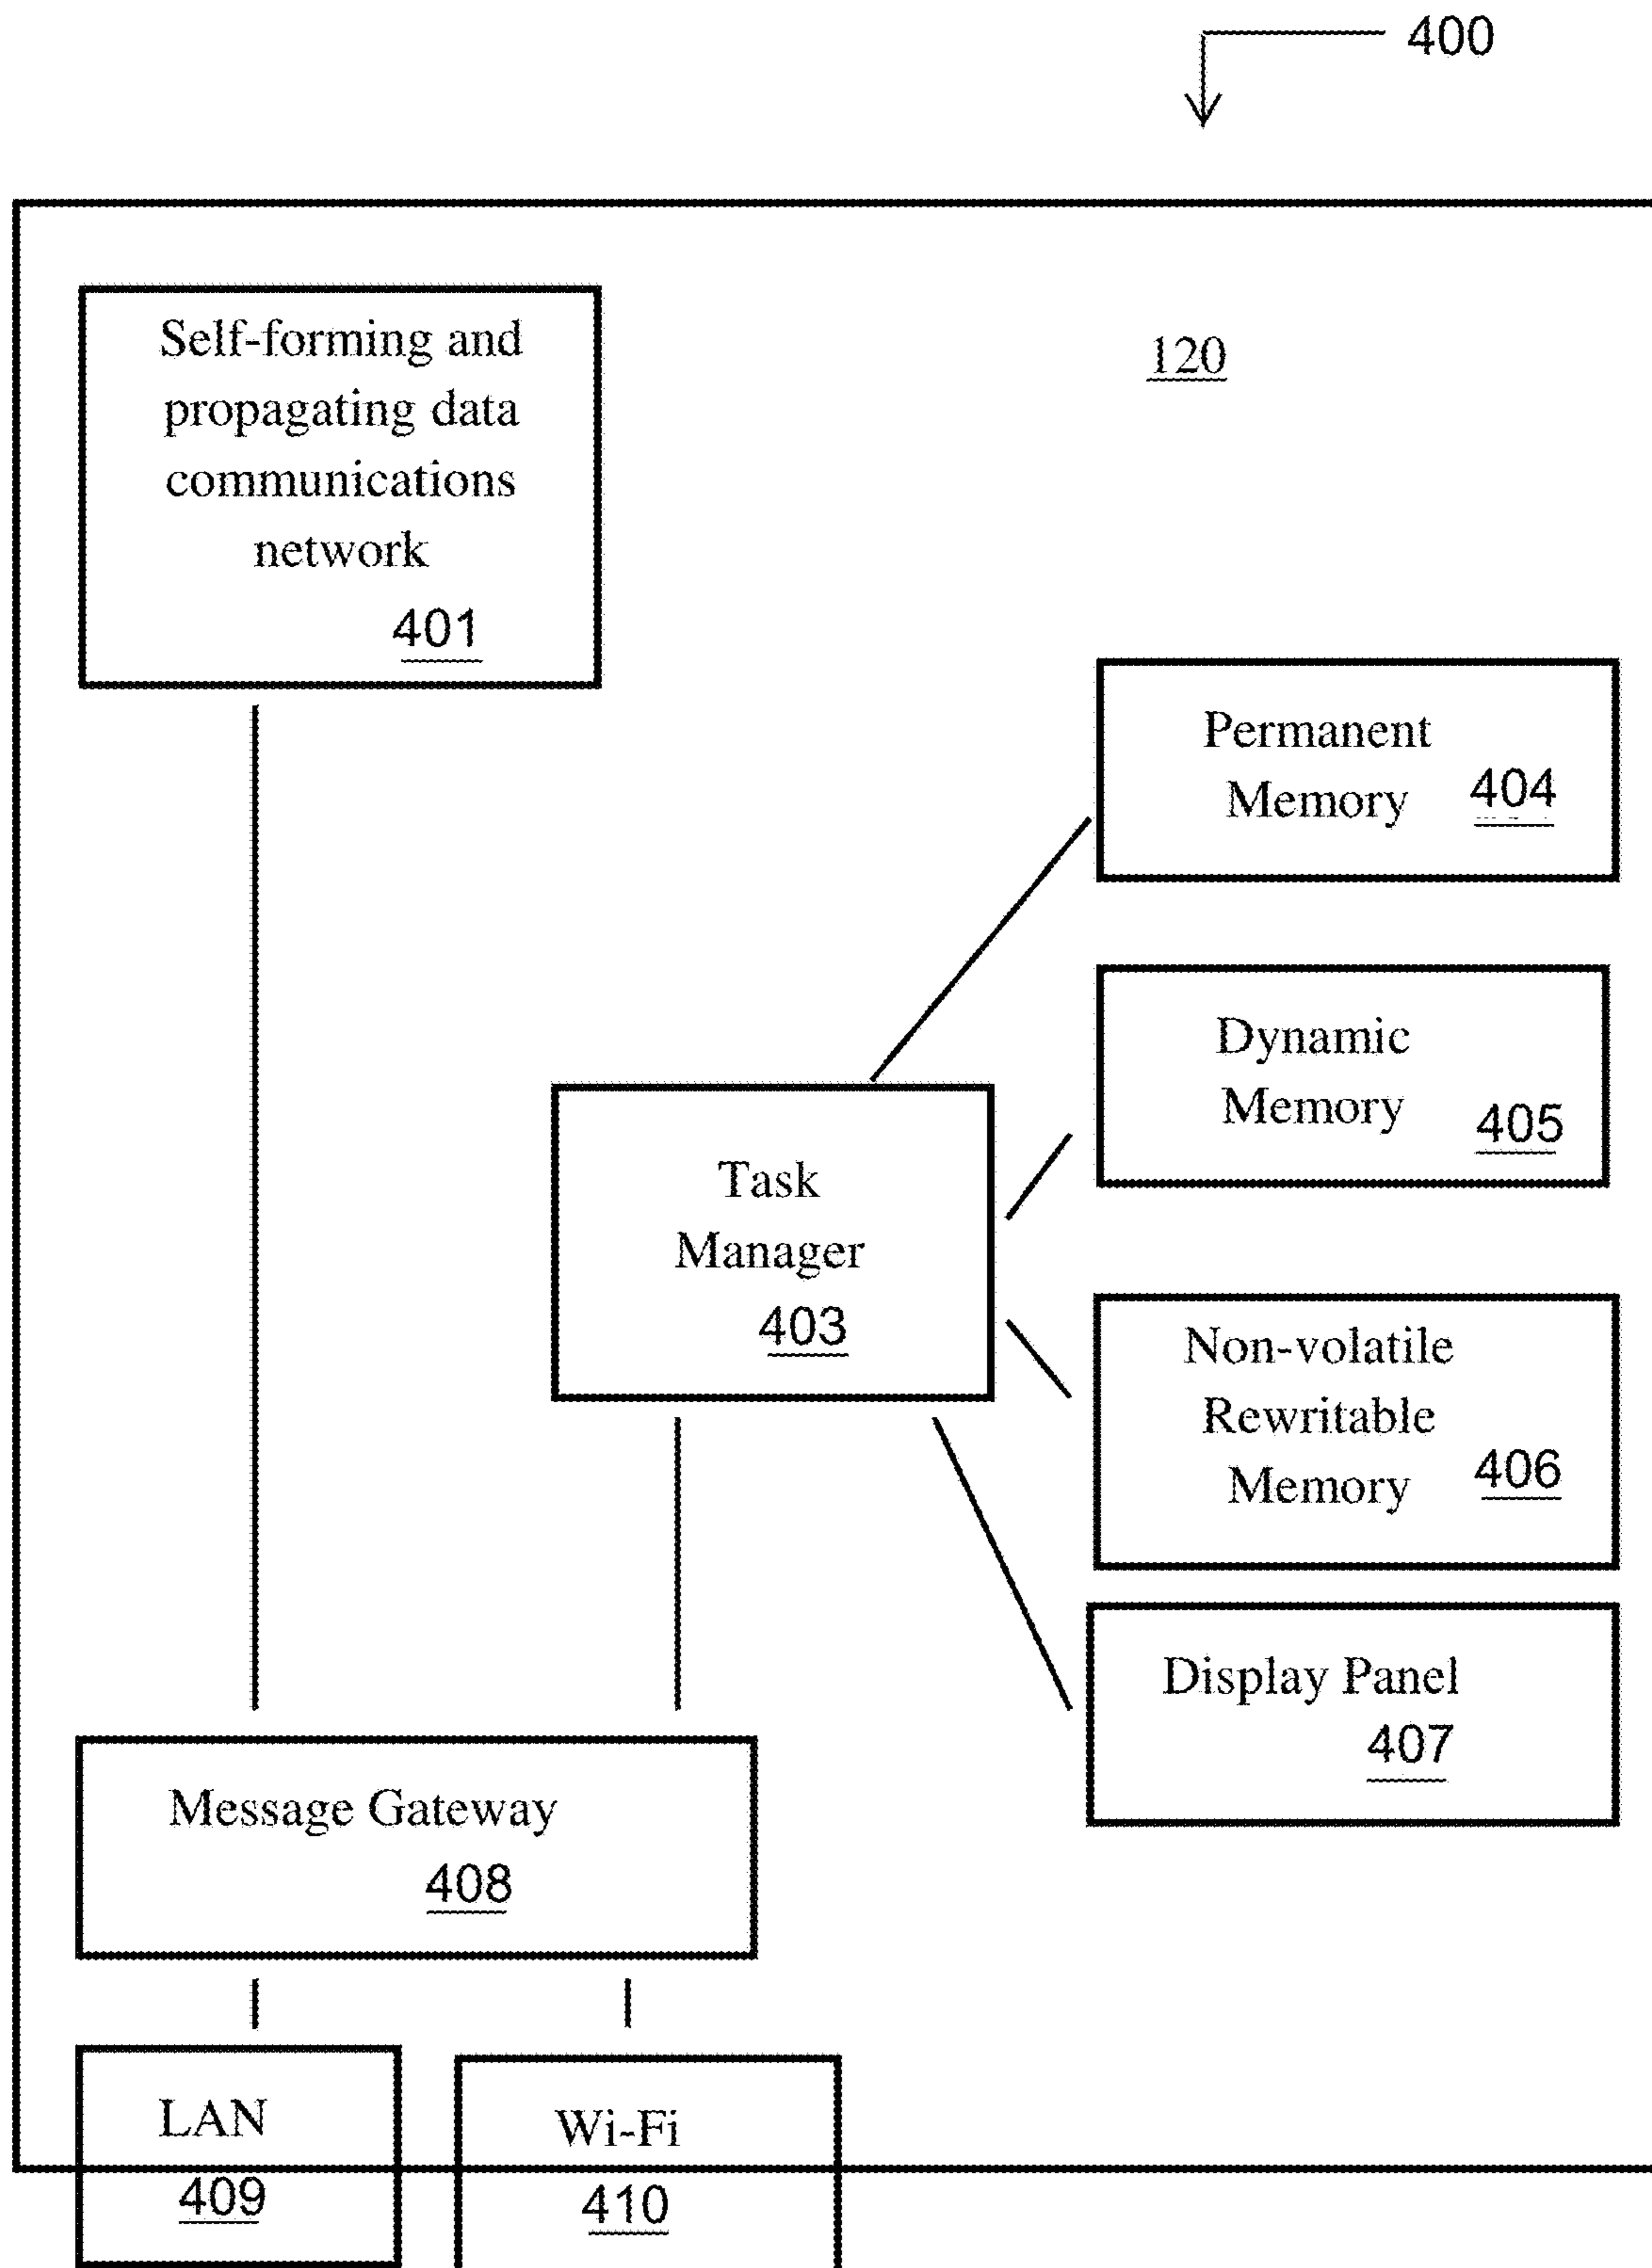 400
Self-forming and
propagating data
communications
network
401
120
Permanent
Memory 404
Dynamic
Memory 405
Task
Manager
403
Non-volatile
Rewritable
Memory 406
Display Panel
407
Message Gateway
408
LAN
409
Wi-Fi
410